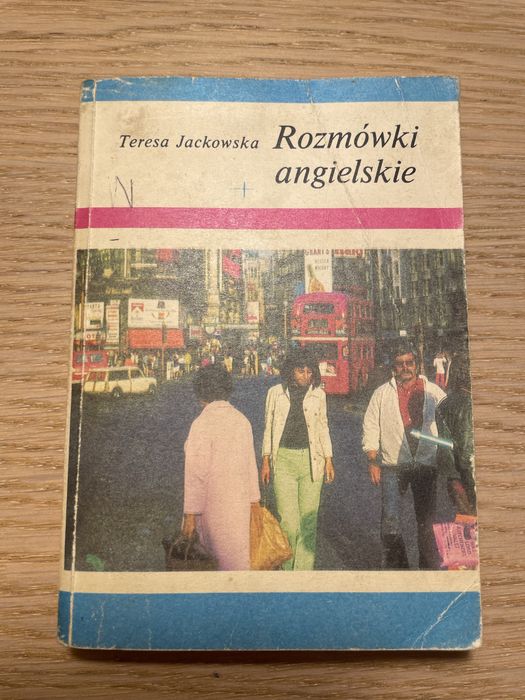 Teresa Jackowska
Rozmówki
angielskie
N